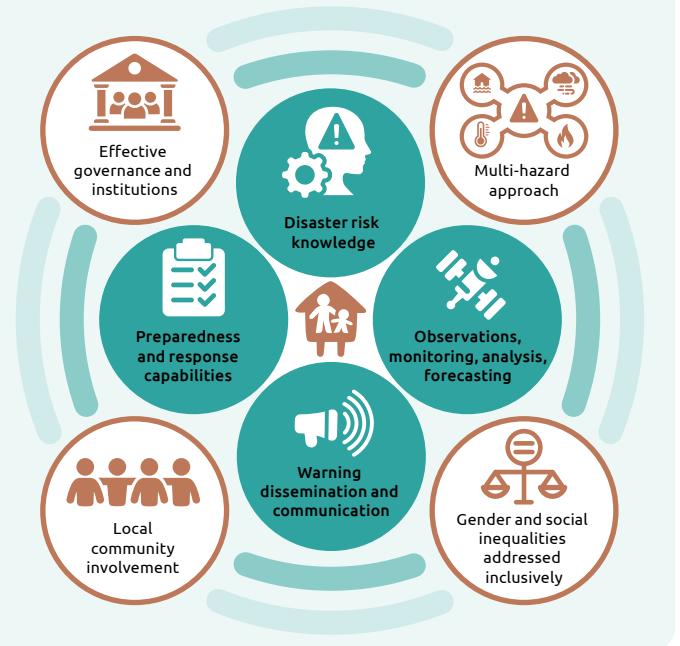 Effective
governance and
institutions
Disaster risk
knowledge
Multi-hazard
approach
Preparedness
and response
capabilities
Observations,
monitoring, analysis,
forecasting
Warning
dissemination and
communication
Local
community
involvement
Gender and social
inequalities
addressed
inclusively